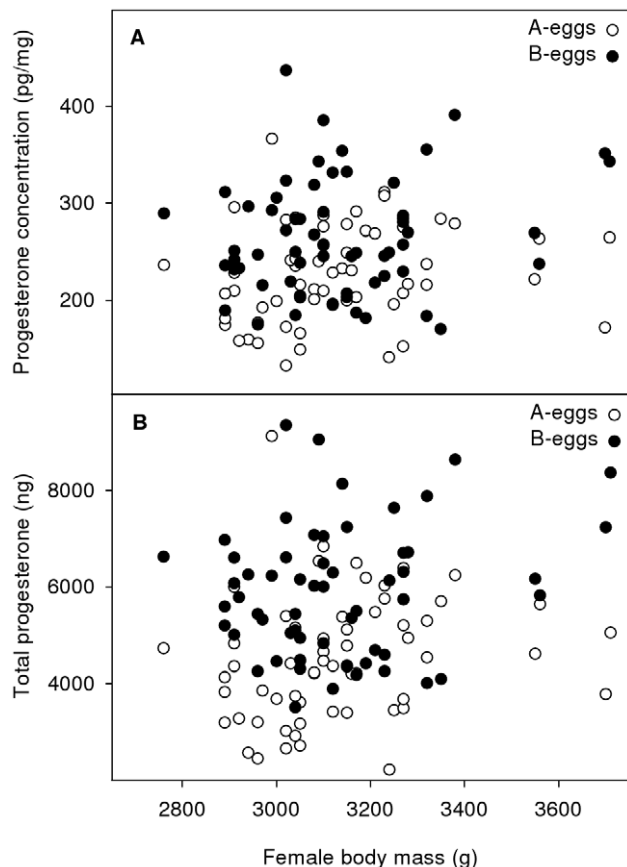 A
A-eggs
B-eggs
Progesterone concentration (pg/mg)
400
300
200
B
A-eggs
B-eggs
Total progesterone (ng)
8000
6000
4000
2800 3000 3200 3400 3600
Female body mass (g)